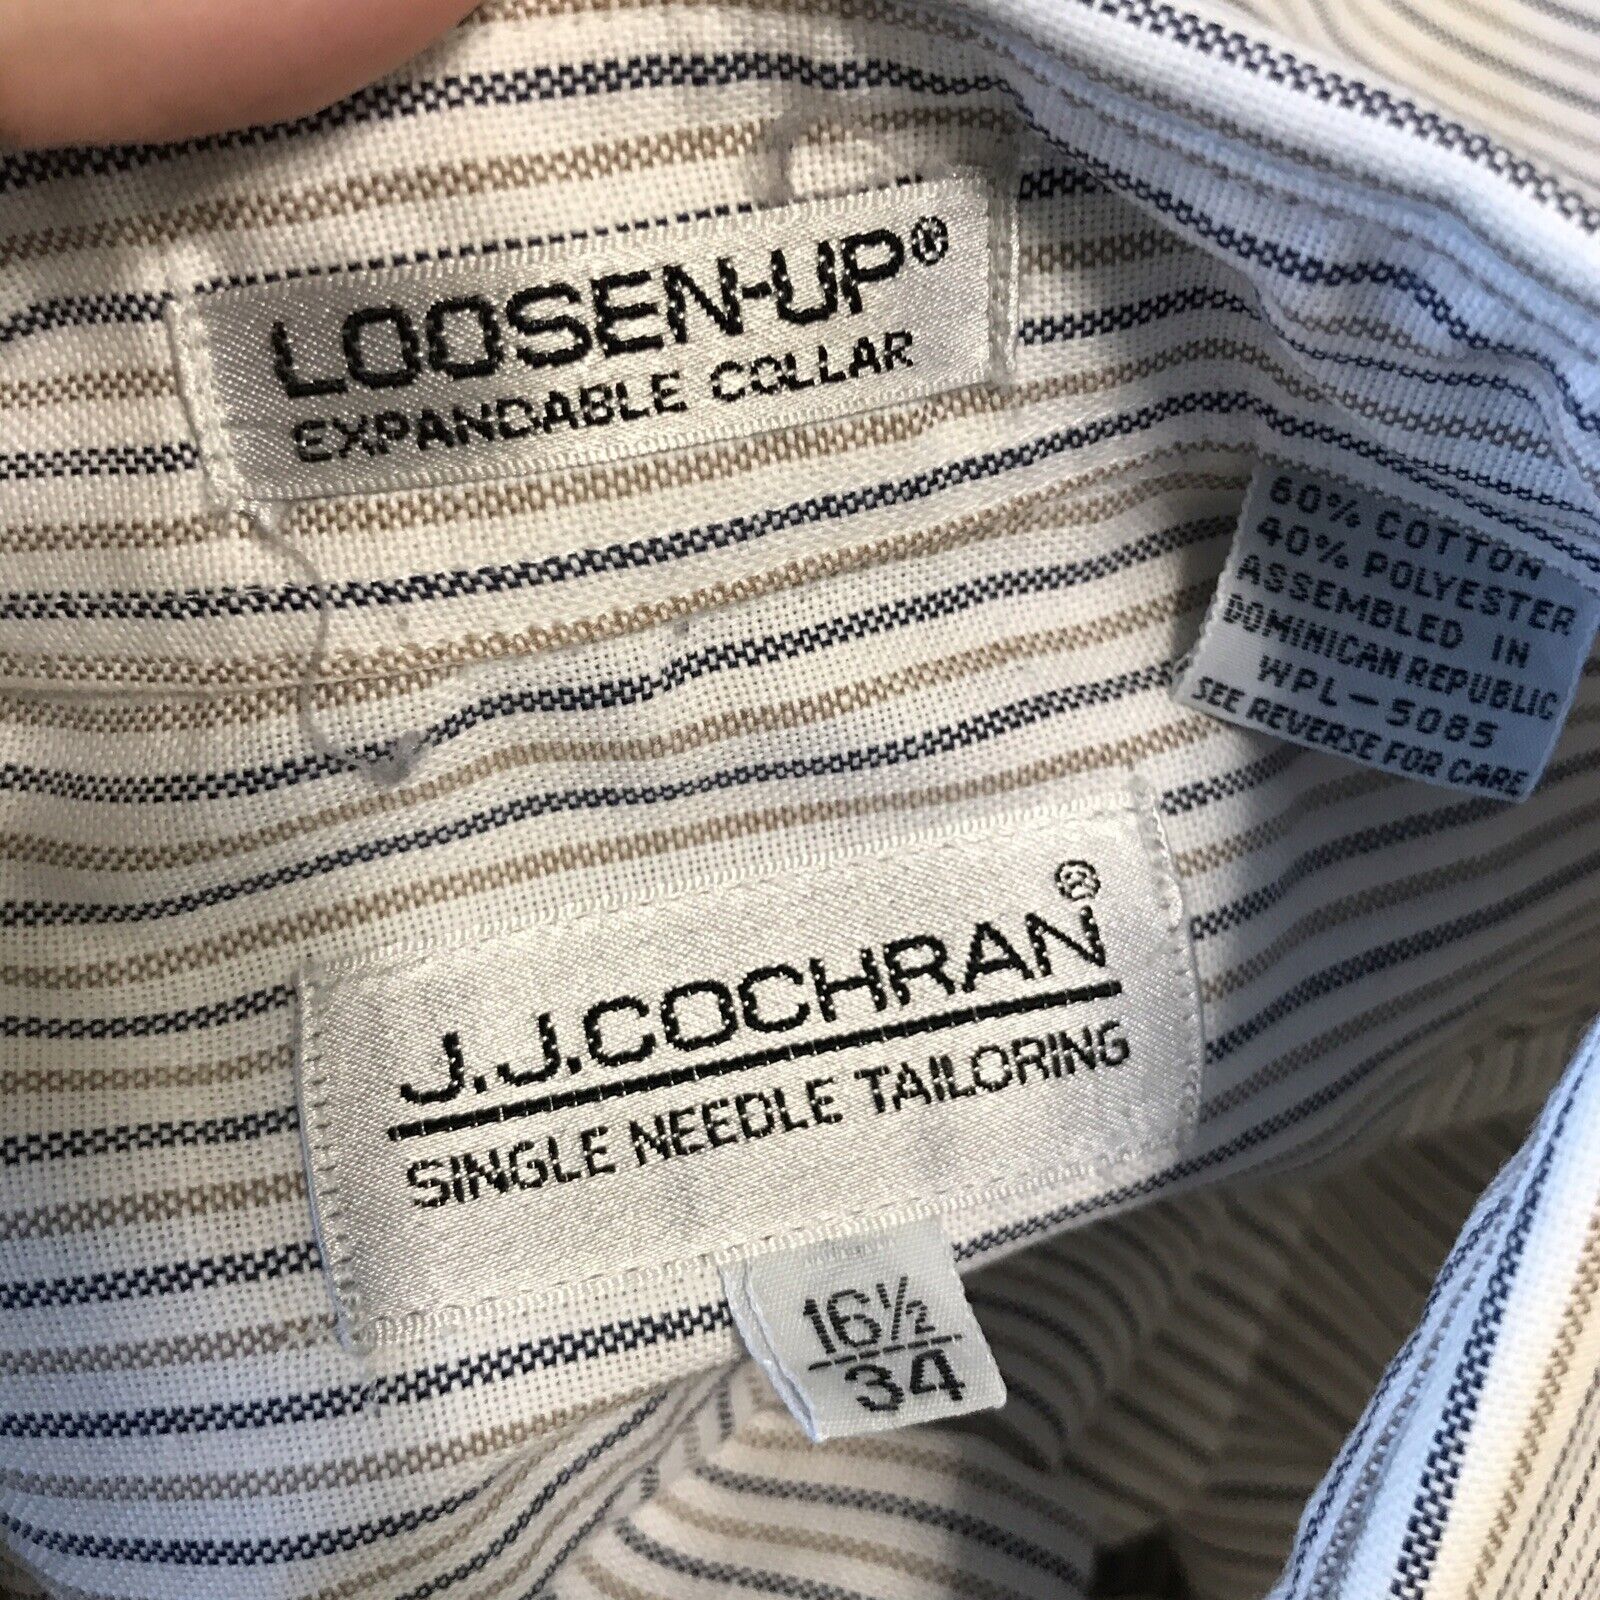 LOOSEN-UP®
EXPANDABLE COLLAR
60% COTTON
40% POLYESTER
ASSEMBLED IN
DOMINICAN REPUBLIC
WPL-5085
SEE REVERSE FOR CARE
J.J.COCHRAN®
SINGLE NEEDLE TAILORING
16½
34